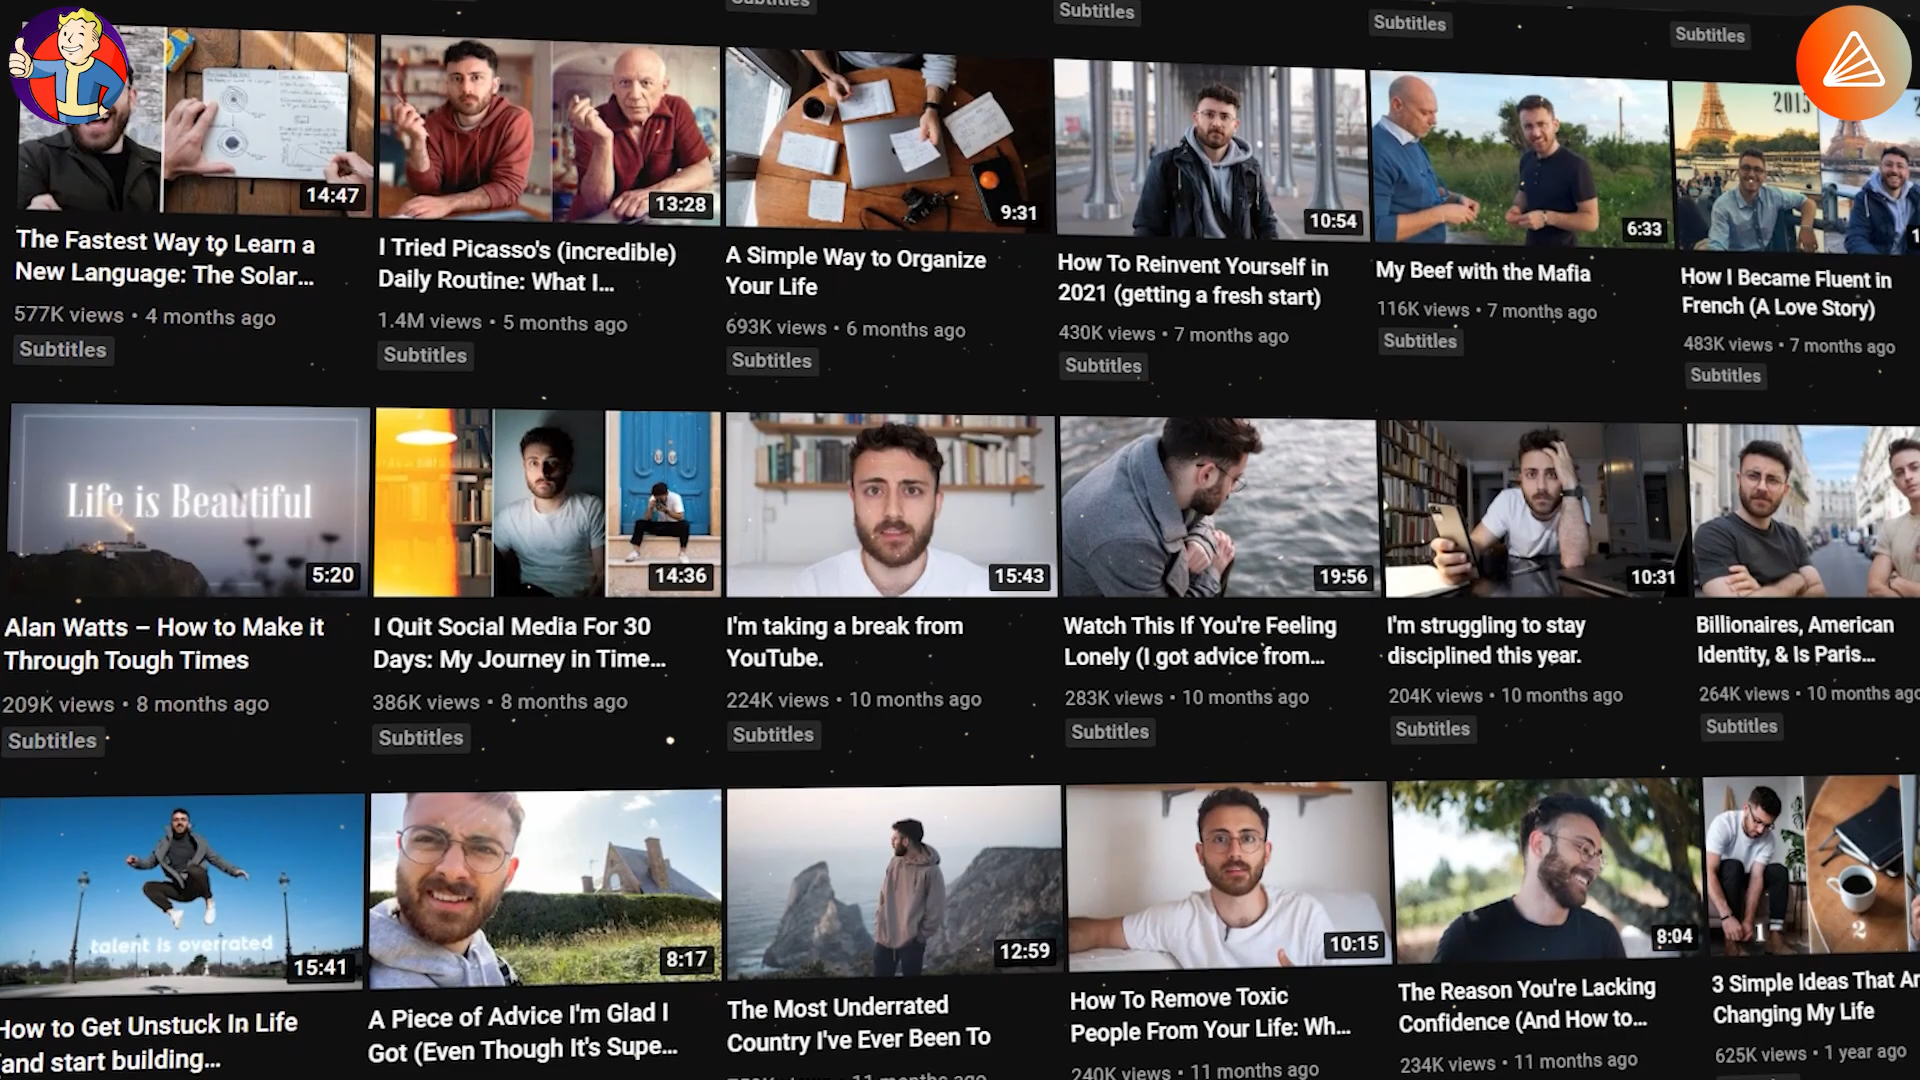 Subtitles
Subtitles
Subtitles
Subtitles
2015
14:47
13:28
9:31
10:54
6:33
The Fastest Way to Learn a
New Language: The Solar...
577K views • 4 months ago
Subtitles
I Tried Picasso's (incredible)
Daily Routine: What I...
1.4M views • 5 months ago
Subtitles
A Simple Way to Organize
Your Life
693K views • 6 months ago
Subtitles
How To Reinvent Yourself in
2021 (getting a fresh start)
430K views • 7 months ago
Subtitles
My Beef with the Mafia
116K views • 7 months ago
Subtitles
How I Became Fluent in
French (A Love Story)
483K views • 7 months ago
Subtitles
Life is Beautiful
5:20
14:36
15:43
19:56
10:31
Alan Watts – How to Make it
Through Tough Times
209K views • 8 months ago
Subtitles
I Quit Social Media For 30
Days: My Journey in Time...
386K views • 8 months ago
Subtitles
I'm taking a break from
YouTube.
224K views • 10 months ago
Subtitles
Watch This If You're Feeling
Lonely (I got advice from...
283K views • 10 months ago
Subtitles
I'm struggling to stay
disciplined this year.
204K views • 10 months ago
Subtitles
Billionaires, American
Identity, & Is Paris...
264K views • 10 months ago
Subtitles
talent is overrated
15:41
8:17
12:59
10:15
8:04
1
2
How to Get Unstuck In Life
(and start building...
A Piece of Advice I'm Glad I
Got (Even Though It's Supe...
The Most Underrated
Country I've Ever Been To
11 months ago
How To Remove Toxic
People From Your Life: Wh...
240K views • 11 months ago
The Reason You're Lacking
Confidence (And How to...
234K views • 11 months ago
3 Simple Ideas That Ar
Changing My Life
625K views • 1 year ago